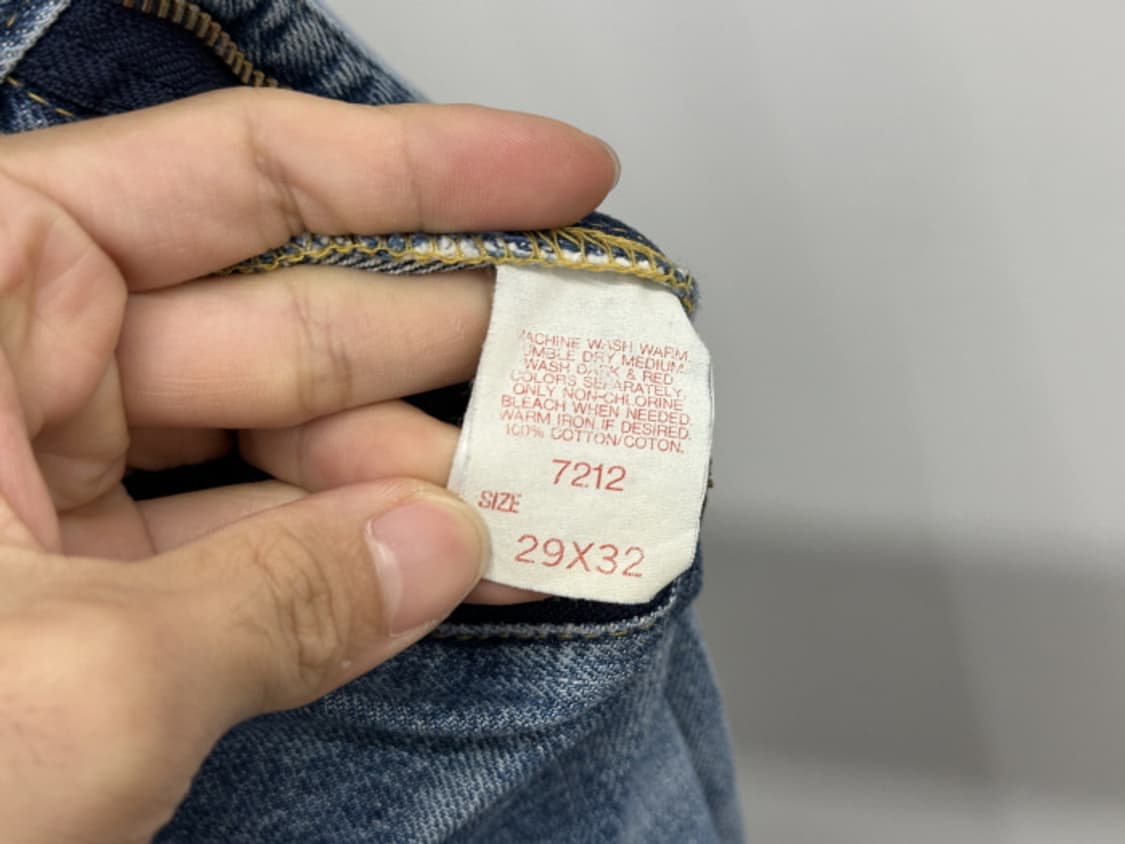 MACHINE WASH WARM.
UMBLE DRY MEDIUM.
WASH DARK & RED
COLORS SEPARATELY.
ONLY NON-CHLORINE
BLEACH WHEN NEEDED.
WARM IRON IF DESIRED.
100% COTTON/COTON.
7212
SIZE
29X32